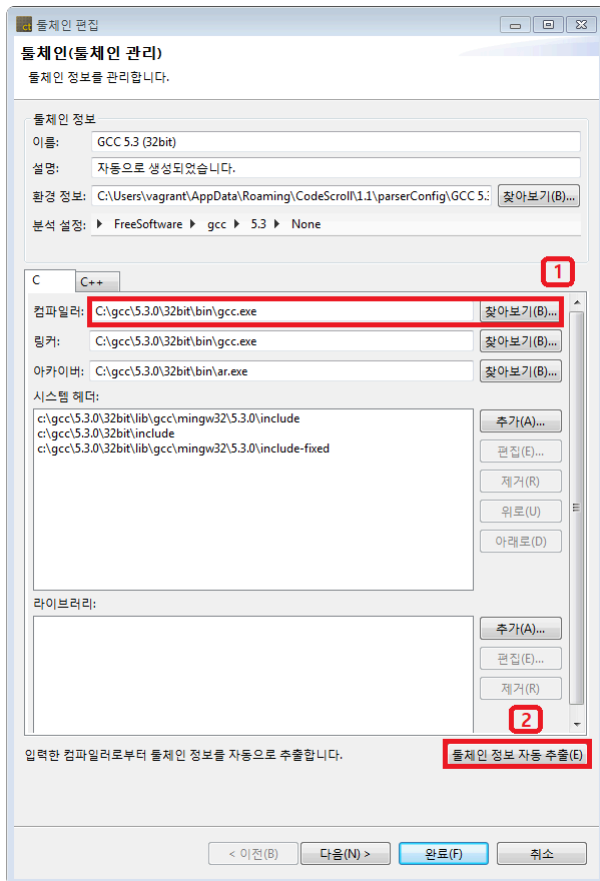 ct 툴체인 편집
툴체인(툴체인 관리)
툴체인 정보를 관리합니다.
툴체인 정보
이름: GCC 5.3 (32bit)
설명: 자동으로 생성되었습니다.
환경 정보: C:\Users\vagrant\AppData\Roaming\CodeScroll\1.1\parserConfig\GCC 5.3 찾아보기(B)...
분석 설정: FreeSoftware gcc 5.3 None
1
C C++
컴파일러: C:\gcc\5.3.0\32bit\bin\gcc.exe 찾아보기(B)...
링커: C:\gcc\5.3.0\32bit\bin\gcc.exe 찾아보기(B)...
아카이버: C:\gcc\5.3.0\32bit\bin\ar.exe 찾아보기(B)...
시스템 헤더:
c:\gcc\5.3.0\32bit\lib\gcc\mingw32\5.3.0\include 추가(A)...
c:\gcc\5.3.0\32bit\include
c:\gcc\5.3.0\32bit\lib\gcc\mingw32\5.3.0\include-fixed 편집(E)...
제거(R)
위로(U)
아래로(D)
라이브러리:
추가(A)...
편집(E)...
제거(R)
2
입력한 컴파일러로부터 툴체인 정보를 자동으로 추출합니다. 툴체인 정보 자동 추출(E)
< 이전(B) 다음(N) > 완료(F) 취소